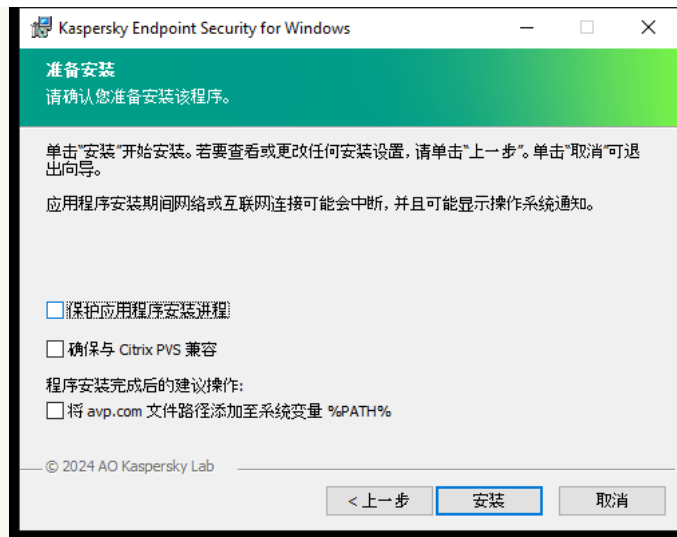 Kaspersky Endpoint Security for Windows
准备安装
请确认您准备安装该程序。
单击"安装"开始安装。若要查看或更改任何安装设置, 请单击"上一步"。单击"取消"可退
出向导。
应用程序安装期间网络或互联网连接可能会中断, 并且可能显示操作系统通知。
保护应用程序安装进程
确保与 Citrix PVS 兼容
程序安装完成后的建议操作:
将 avp.com 文件路径添加至系统变量 %PATH%
© 2024 AO Kaspersky Lab
< 上一步 安装 取消